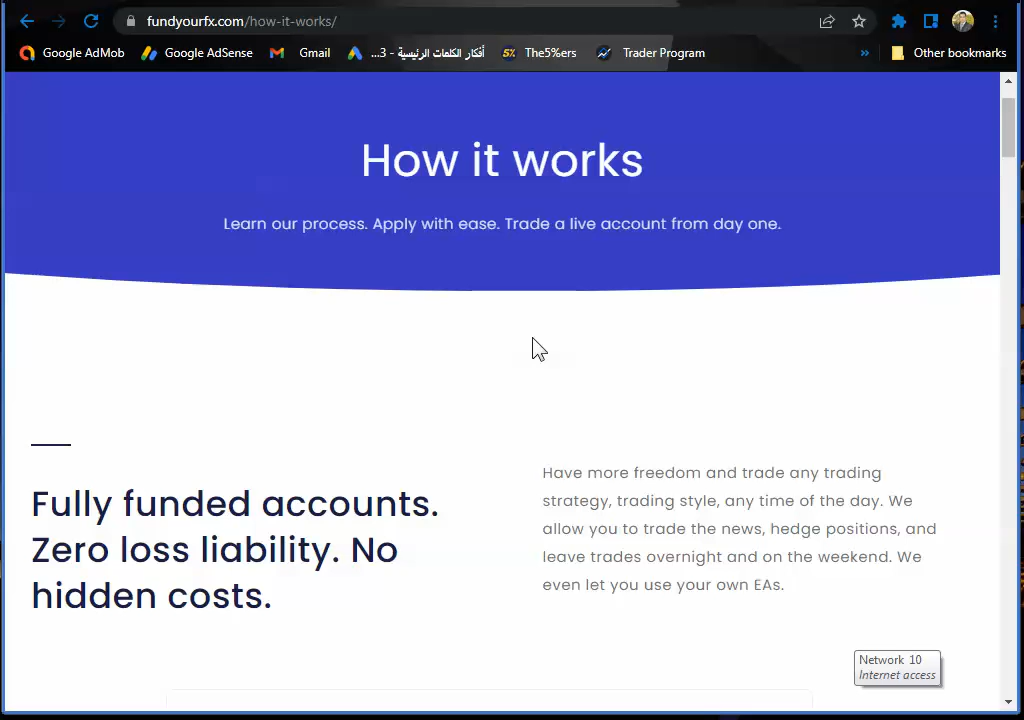 fundyourfx.com/how-it-works/
Google AdMob Google AdSense Gmail أفكار الكلمات الرئيسية - 3... The5%ers Trader Program » Other bookmarks
How it works
Learn our process. Apply with ease. Trade a live account from day one.
Fully funded accounts.
Zero loss liability. No
hidden costs.
Have more freedom and trade any trading
strategy, trading style, any time of the day. We
allow you to trade the news, hedge positions, and
leave trades overnight and on the weekend. We
even let you use your own EAs.
Network 10
Internet access